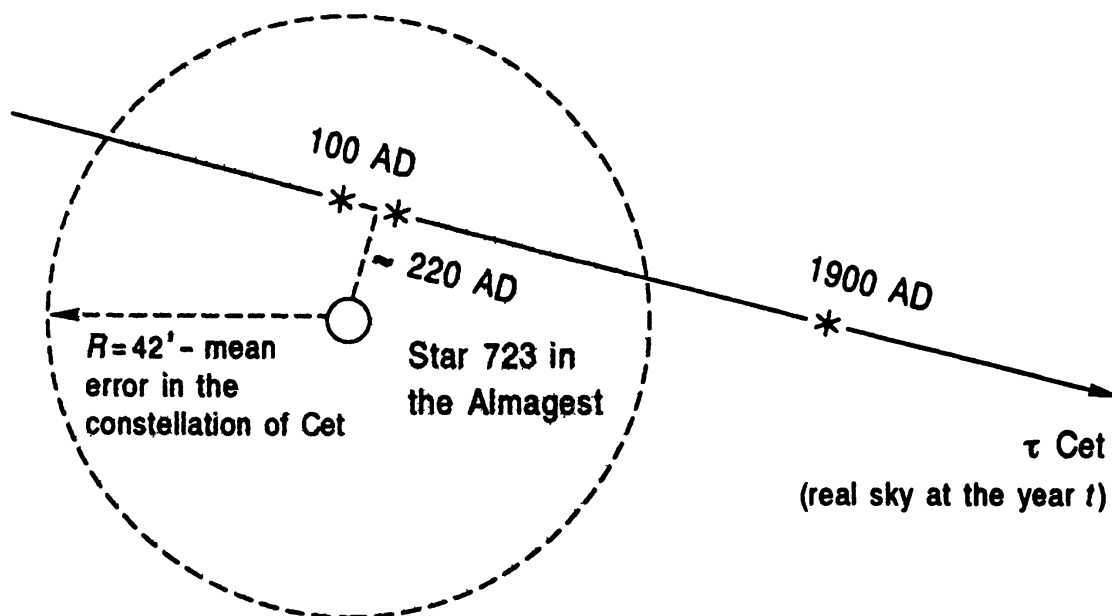 100 AD
≈ 220 AD
1900 AD
R=42' - mean
error in the
constellation of Cet
Star 723 in
the Almagest
τ Cet
(real sky at the year t)